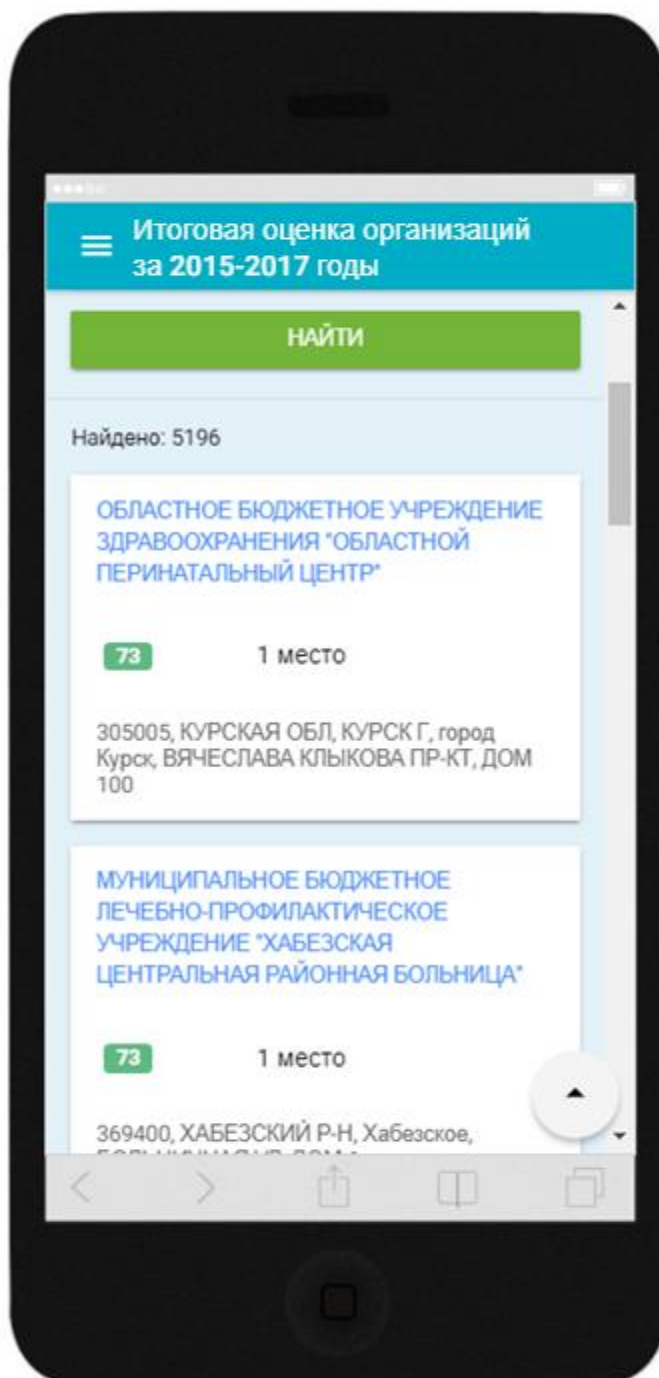 Итоговая оценка организаций
за 2015-2017 годы
НАЙТИ
Найдено: 5196
ОБЛАСТНОЕ БЮДЖЕТНОЕ УЧРЕЖДЕНИЕ
ЗДРАВООХРАНЕНИЯ "ОБЛАСТНОЙ
ПЕРИНАТАЛЬНЫЙ ЦЕНТР"
73 1 место
305005, КУРСКАЯ ОБЛ, КУРСК Г, город
Курск, ВЯЧЕСЛАВА КЛЫКОВА ПР-КТ, ДОМ
100
МУНИЦИПАЛЬНОЕ БЮДЖЕТНОЕ
ЛЕЧЕБНО-ПРОФИЛАКТИЧЕСКОЕ
УЧРЕЖДЕНИЕ "ХАБЕЗСКАЯ
ЦЕНТРАЛЬНАЯ РАЙОННАЯ БОЛЬНИЦА"
73 1 место
369400, ХАБЕЗСКИЙ Р-Н, Хабезское,